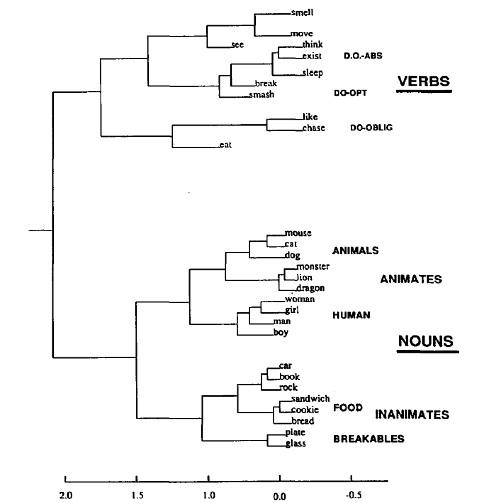 smell
move
see
think
exist D.O.-ABS
sleep
VERBS
break
smash DO-OPT
like
chase DO-OBLIG
eat
mouse
cat ANIMALS
dog
monster
lion ANIMATES
dragon
woman
girl HUMAN
man
boy
NOUNS
car
book
rock
sandwich
cookie FOOD INANIMATES
bread
plate
glass BREAKABLES
2.0 1.5 1.0 0.0 -0.5